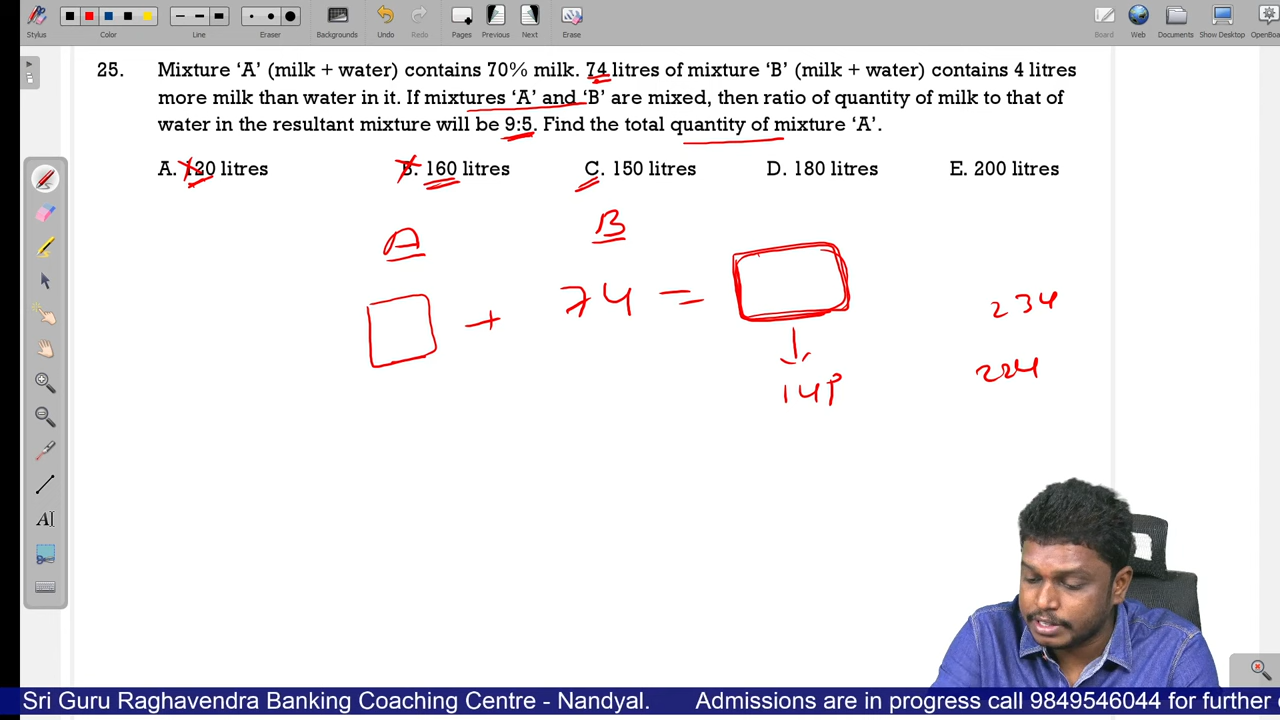 Stylus
Color
Line
Eraser
Backgrounds
Undo
Redo
Pages
Previous
Next
Erase
Board
Web
Documents
Show Desktop
OpenBoa
25. Mixture ‘A’ (milk + water) contains 70% milk. 74 litres of mixture ‘B’ (milk + water) contains 4 litres
more milk than water in it. If mixtures ‘A’ and ‘B’ are mixed, then ratio of quantity of milk to that of
water in the resultant mixture will be 9:5. Find the total quantity of mixture ‘A’.
A. 120 litres B. 160 litres C. 150 litres D. 180 litres E. 200 litres
A B
+ 74 =
14P
234
224
Sri Guru Raghavendra Banking Coaching Centre - Nandyal. Admissions are in progress call 9849546044 for further